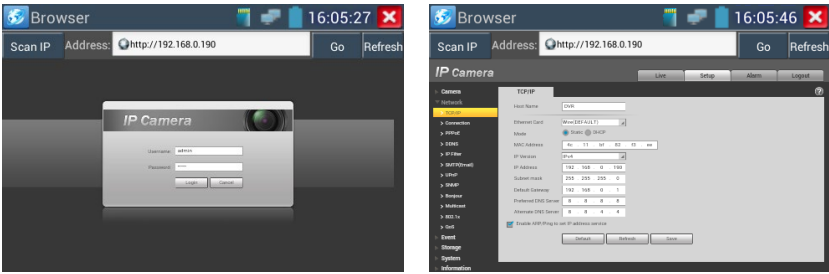 Browser 16:05:27
Scan IP Address: http://192.168.0.190 Go Refresh
IP Camera
Username: admin
Password:
Login Cancel
Browser 16:05:46
Scan IP Address: http://192.168.0.190 Go Refresh
IP Camera Live Setup Alarm Logout
Camera
Network
TCP/IP
Connection
PPPoE
DDNS
IP Filter
SMTP(Email)
UPnP
SNMP
Bonjour
Multicast
802.1x
QoS
Event
Storage
System
Information
TCP/IP
Host Name DVR
Ethernet Card Wire(DEFAULT)
Mode Static DHCP
MAC Address
IP Version IPv4
IP Address 192 168 0 190
Subnet mask 255 255 255 0
Default Gateway 192 168 0 1
Preferred DNS Server 8 8 8 8
Alternate DNS Server 8 8 4 4
Enable ARP/Ping to set IP address service
Default Refresh Save